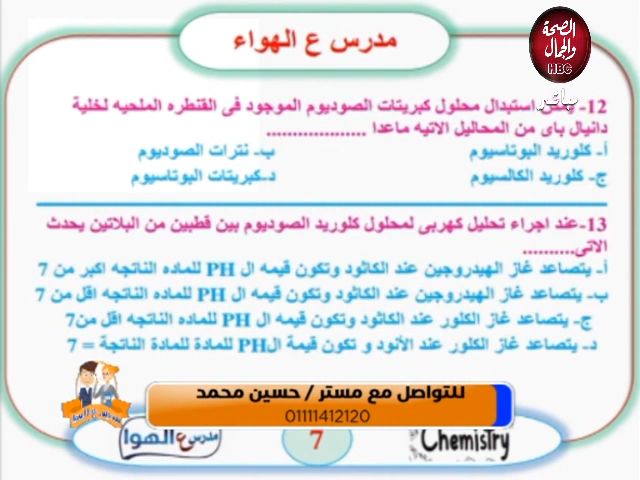 مدرس ع الهواء
الصحة
والجمال
HBC
مباشر
12- استبدال محلول كبريتات الصوديوم الموجود فى القنطره الملحيه لخلية
دانيال باى من المحاليل الاتيه ماعدا ...................
أ- كلوريد البوتاسيوم
ب- نترات الصوديوم
ج- كلوريد الكالسيوم
د-كبريتات البوتاسيوم
13-عند اجراء تحليل كهربى لمحلول كلوريد الصوديوم بين قطبين من البلاتين يحدث
الاتى..........
أ- يتصاعد غاز الهيدروجين عند الكاثود وتكون قيمه ال PH للماده الناتجه اكبر من 7
ب- يتصاعد غاز الهيدروجين عند الكاثود وتكون قيمه ال PH للماده الناتجه اقل من 7
ج- يتصاعد غاز الكلور عند الكاثود وتكون قيمه ال PH للماده الناتجه اقل من7
د- يتصاعد غاز الكلور عند الأنود و تكون قيمة الPH للمادة للمادة الناتجة = 7
للتواصل مع مستر / حسين محمد
01111412120
مدرس ع الهوا
7
Chemistry